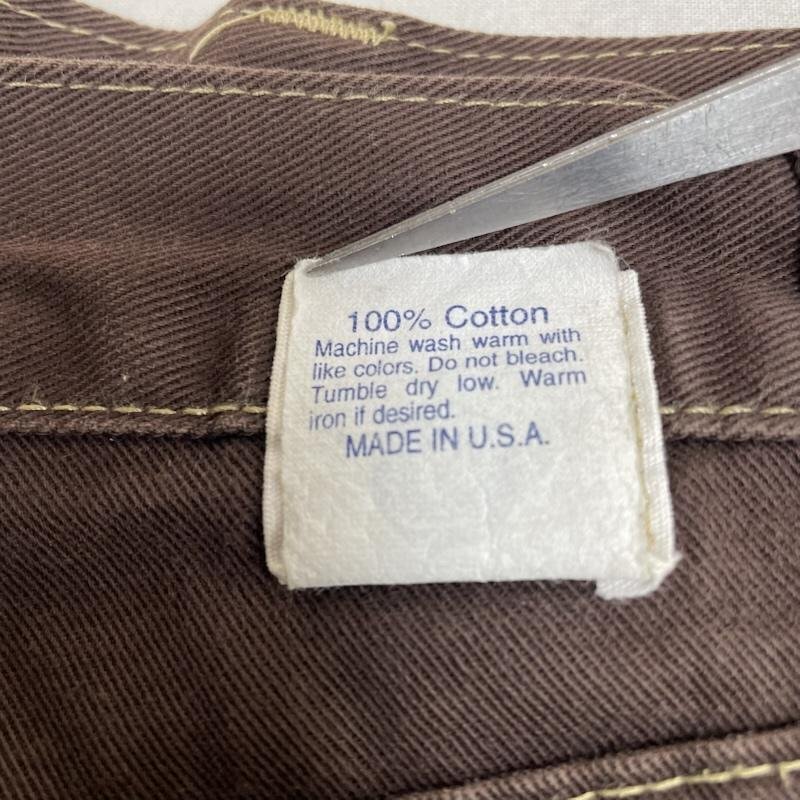 100% Cotton
Machine wash warm with
like colors. Do not bleach.
Tumble dry low. Warm
iron if desired.
MADE IN U.S.A.